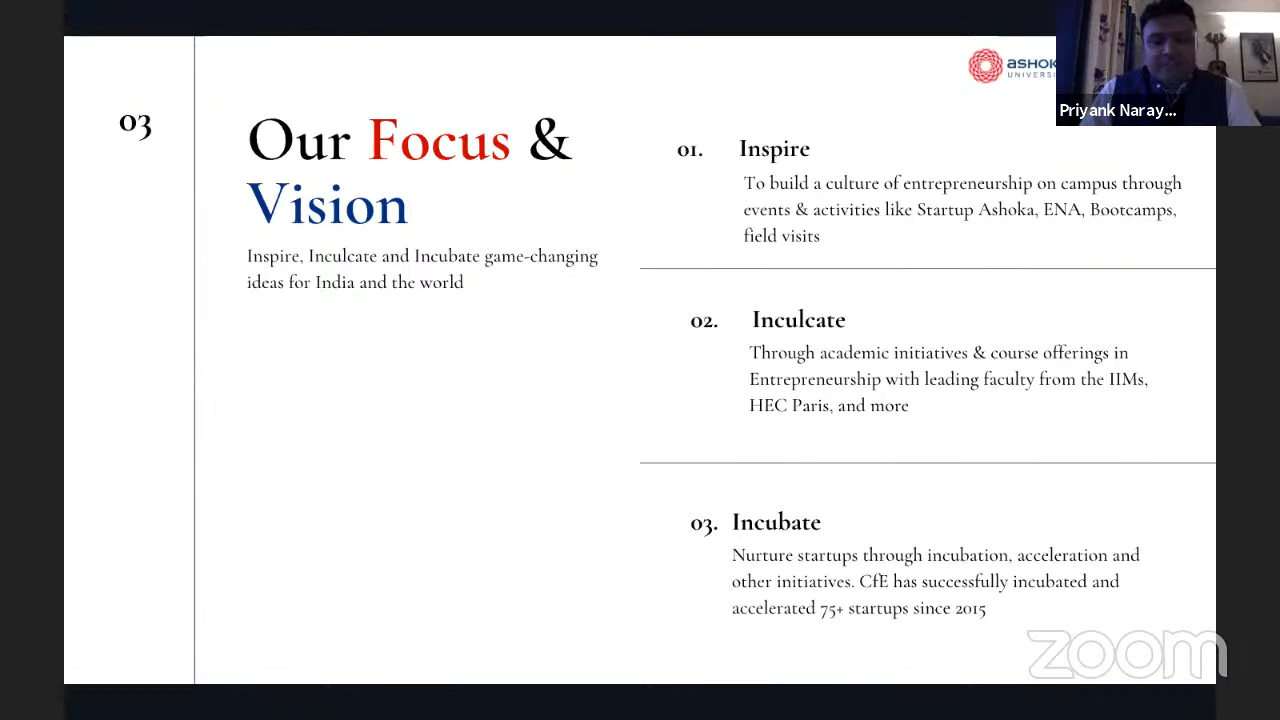 03
Our Focus &
Vision
Inspire, Inculcate and Incubate game-changing
ideas for India and the world
ASHOK
UNIVERSI
Priyank Naray...
01. Inspire
To build a culture of entrepreneurship on campus through
events & activities like Startup Ashoka, ENA, Bootcamps,
field visits
02. Inculcate
Through academic initiatives & course offerings in
Entrepreneurship with leading faculty from the IIMs,
HEC Paris, and more
03. Incubate
Nurture startups through incubation, acceleration and
other initiatives. CfE has successfully incubated and
accelerated 75+ startups since 2015
zoom